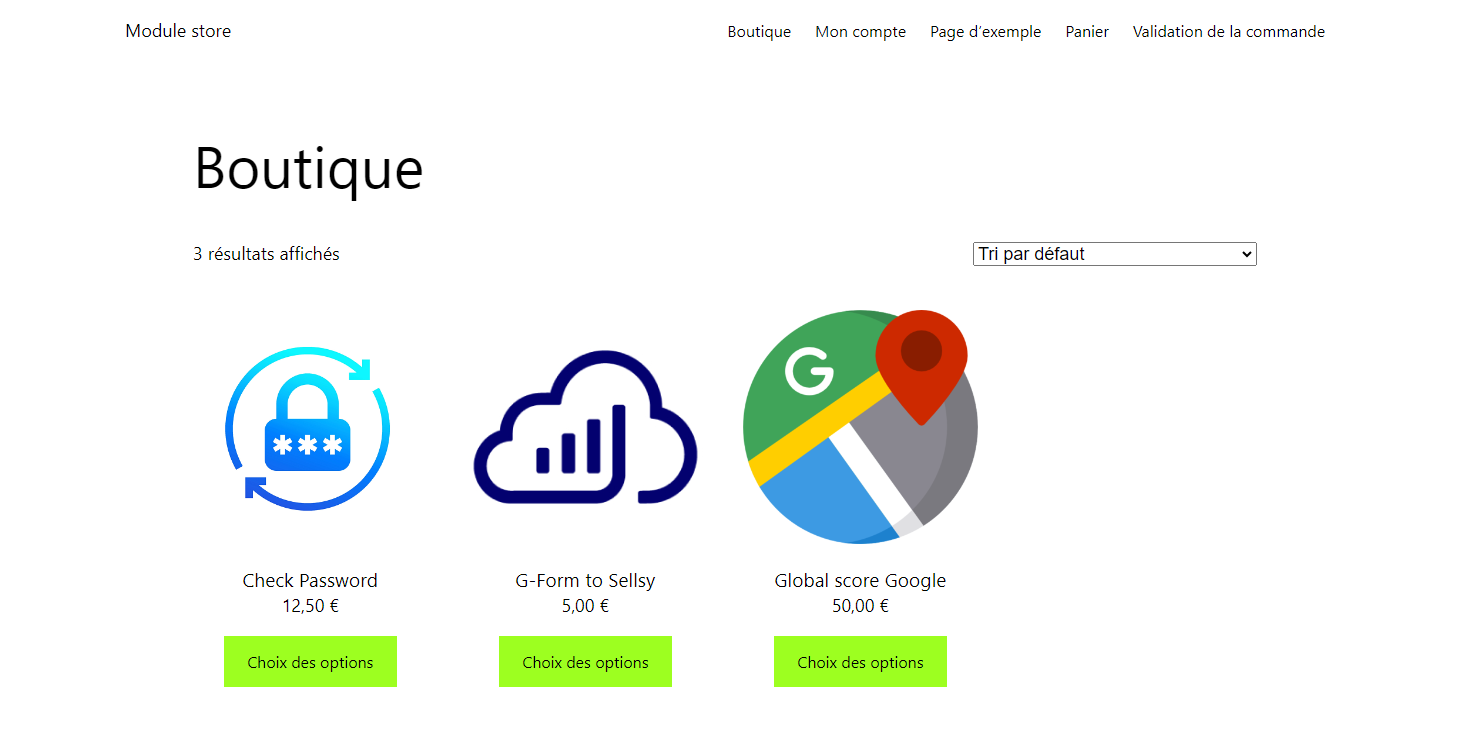 Module store
Boutique Mon compte Page d’exemple Panier Validation de la commande
Boutique
3 résultats affichés
Tri par défaut
G
***
Check Password
12,50 €
Choix des options
G-Form to Sellsy
5,00 €
Choix des options
Global score Google
50,00 €
Choix des options